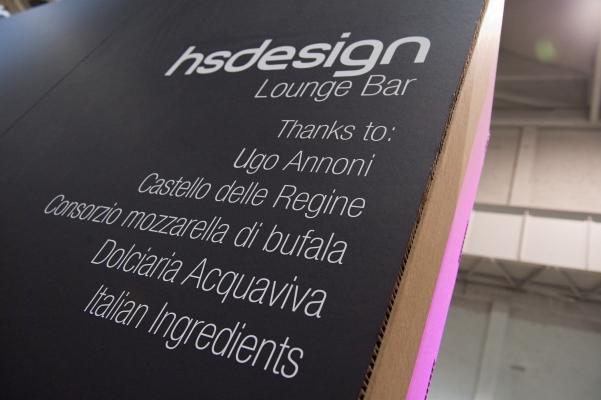 hsdesign
Lounge Bar
Thanks to:
Ugo Annoni
Castello delle Regine
Consorzio mozzarella di bufala
Dolciaria Acquaviva
Italian Ingredients